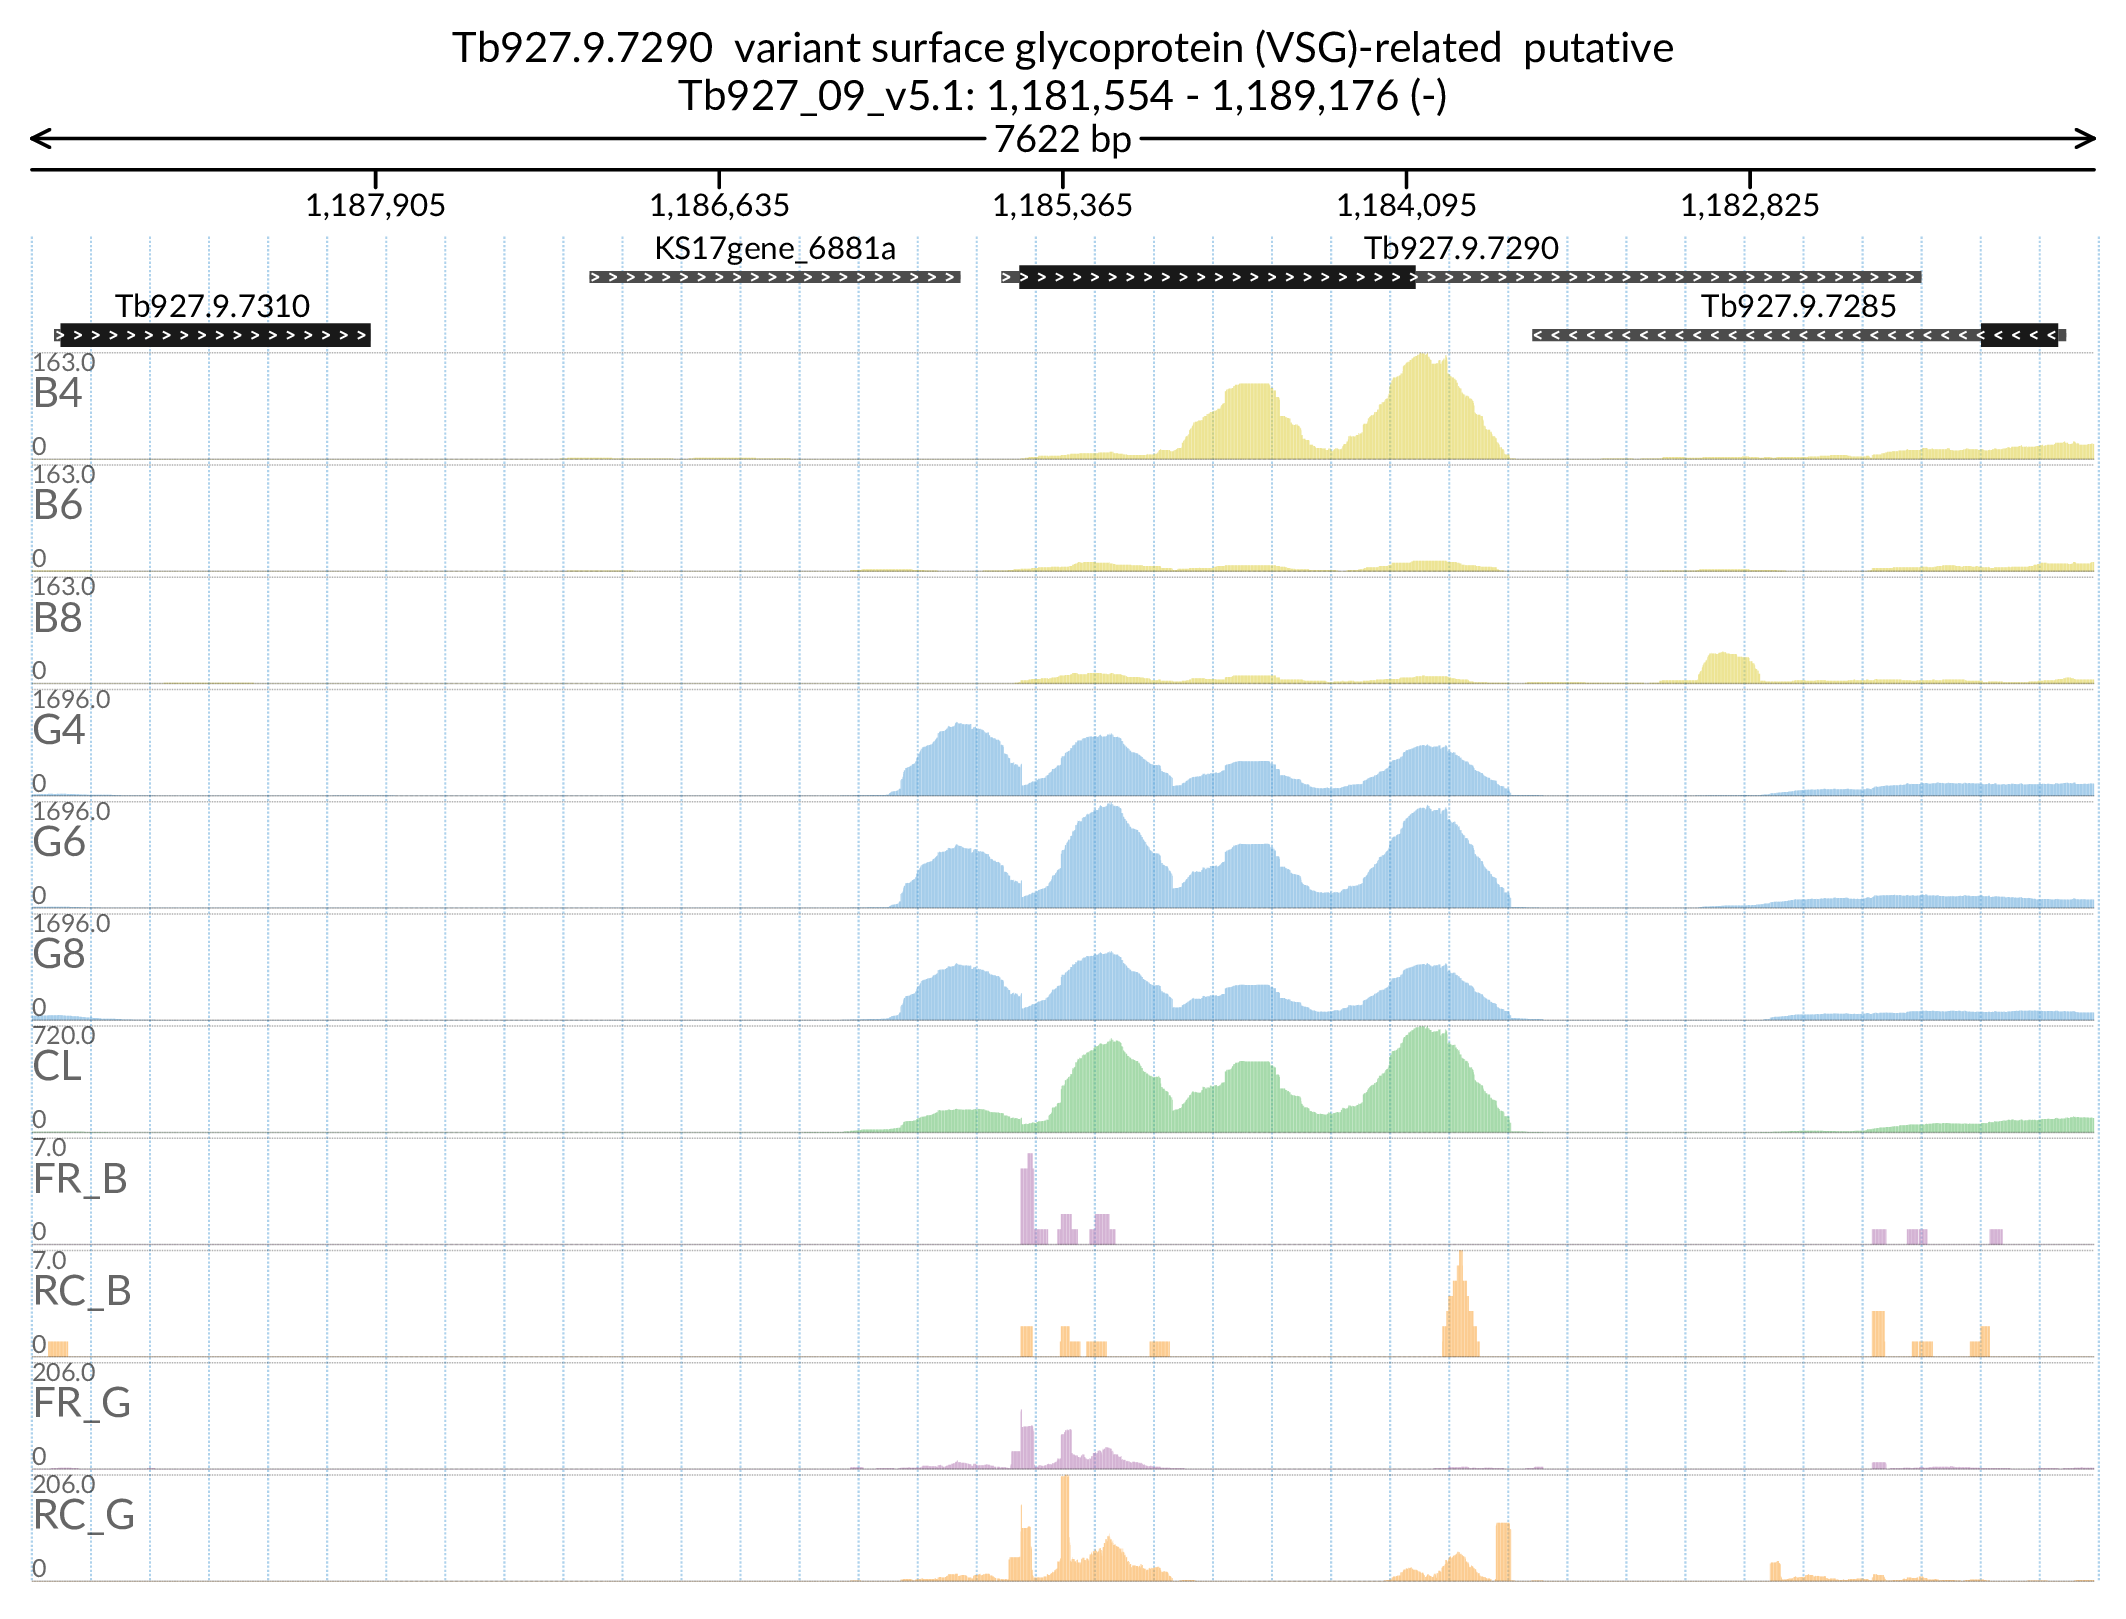 Tb927.9.7290 variant surface glycoprotein (VSG)-related putative
Tb927_09_v5.1: 1,181,554 - 1,189,176 (-)
7622 bp
1,187,905 1,186,635 1,185,365 1,184,095 1,182,825
KS17gene_6881a Tb927.9.7290
Tb927.9.7310 Tb927.9.7285
163.0
B4
0
163.0
B6
0
163.0
B8
0
1696.0
G4
0
1696.0
G6
0
1696.0
G8
0
720.0
CL
0
7.0
FR_B
0
7.0
RC_B
0
206.0
FR_G
0
206.0
RC_G
0